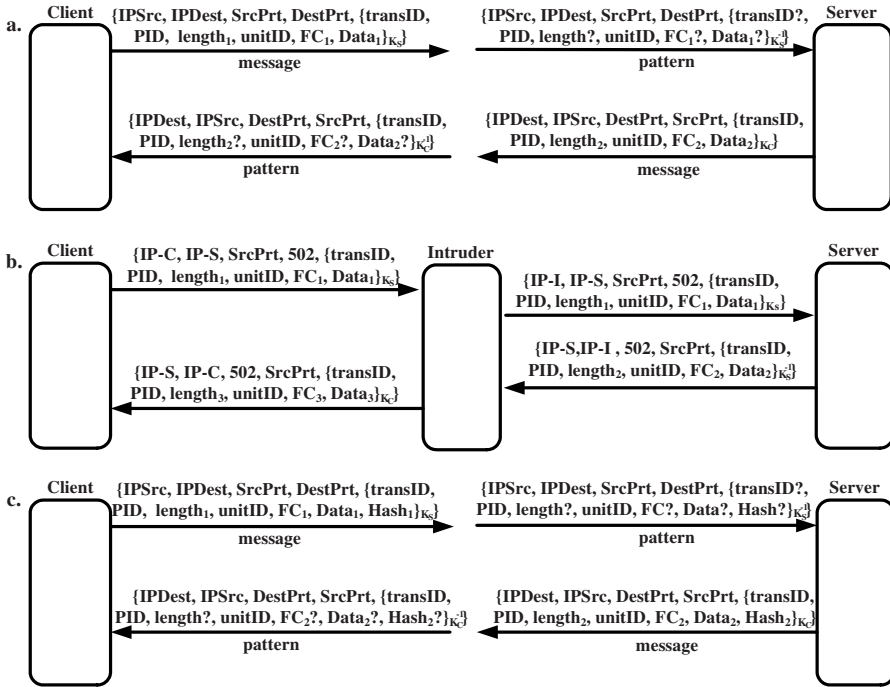 a.
Client
{IPSrc, IPDest, SrcPrt, DestPrt, {transID,
PID, length₁, unitID, FC₁, Data₁}Kₛ}
message
{IPSrc, IPDest, SrcPrt, DestPrt, {transID?,
PID, length?, unitID, FC₁?, Data₁?}Kₛ⁻¹}
pattern
Server
{IPDest, IPSrc, DestPrt, SrcPrt, {transID,
PID, length₂?, unitID, FC₂?, Data₂?}K_C⁻¹}
pattern
{IPDest, IPSrc, DestPrt, SrcPrt, {transID,
PID, length₂, unitID, FC₂, Data₂}K_C}
message
b.
Client
{IP-C, IP-S, SrcPrt, 502, {transID,
PID, length₁, unitID, FC₁, Data₁}Kₛ}
Intruder
{IP-I, IP-S, SrcPrt, 502, {transID,
PID, length₁, unitID, FC₁, Data₁}Kₛ}
Server
{IP-S, IP-C, 502, SrcPrt, {transID,
PID, length₃, unitID, FC₃, Data₃}K_C}
{IP-S,IP-I , 502, SrcPrt, {transID,
PID, length₂, unitID, FC₂, Data₂}Kₛ⁻¹}
c.
Client
{IPSrc, IPDest, SrcPrt, DestPrt, {transID,
PID, length₁, unitID, FC₁, Data₁, Hash₁}Kₛ}
message
{IPSrc, IPDest, SrcPrt, DestPrt, {transID?,
PID, length?, unitID, FC?, Data?, Hash?}Kₛ⁻¹}
pattern
Server
{IPDest, IPSrc, DestPrt, SrcPrt, {transID,
PID, length?, unitID, FC₂?, Data₂?, Hash₂?}K_C⁻¹}
pattern
{IPDest, IPSrc, DestPrt, SrcPrt, {transID,
PID, length₂, unitID, FC₂, Data₂, Hash₂}K_C}
message